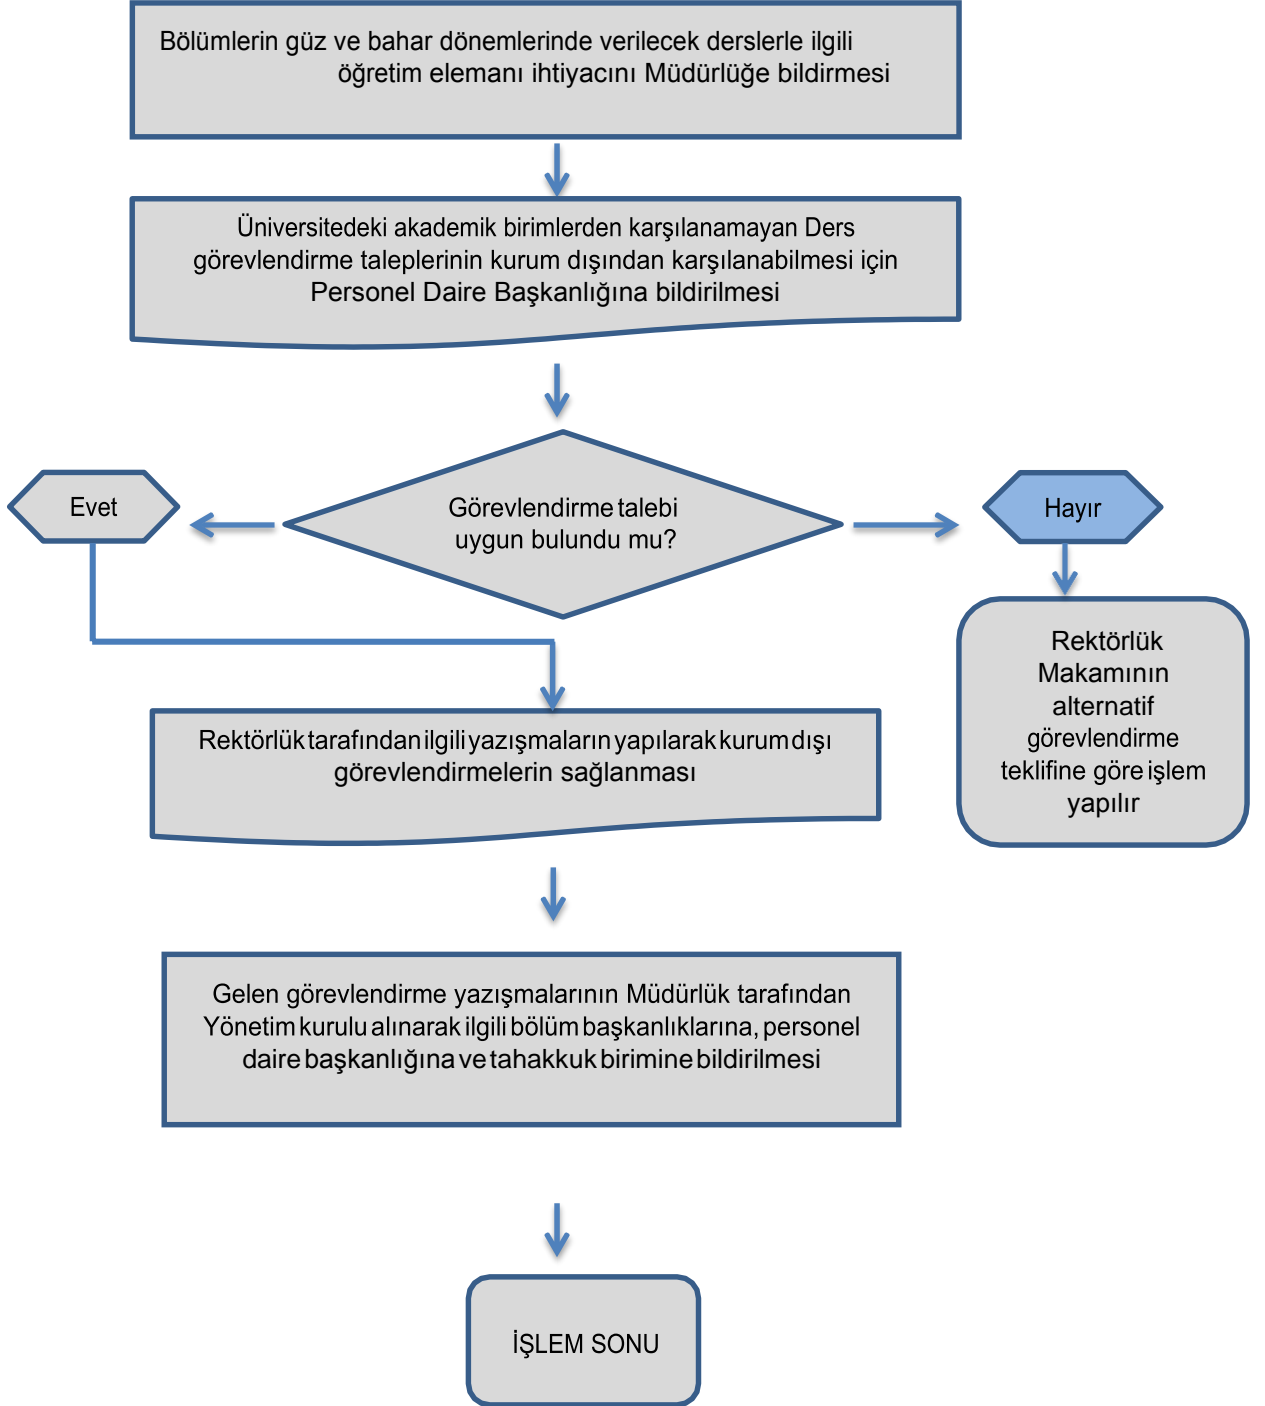 Bölümlerin güz ve bahar dönemlerinde verilecek derslerle ilgili
öğretim elemanı ihtiyacını Müdürlüğe bildirmesi
Üniversitedeki akademik birimlerden karşılanamayan Ders
görevlendirme taleplerinin kurum dışından karşılanabilmesi için
Personel Daire Başkanlığına bildirilmesi
Evet
Görevlendirme talebi
uygun bulundu mu?
Hayır
Rektörlük
Makamının
alternatif
görevlendirme
teklifine göre işlem
yapılır
Rektörlük tarafından ilgili yazışmaların yapılarak kurum dışı
görevlendirmelerin sağlanması
Gelen görevlendirme yazışmalarının Müdürlük tarafından
Yönetim kurulu alınarak ilgili bölüm başkanlıklarına, personel
daire başkanlığına ve tahakkuk birimine bildirilmesi
İŞLEM SONU